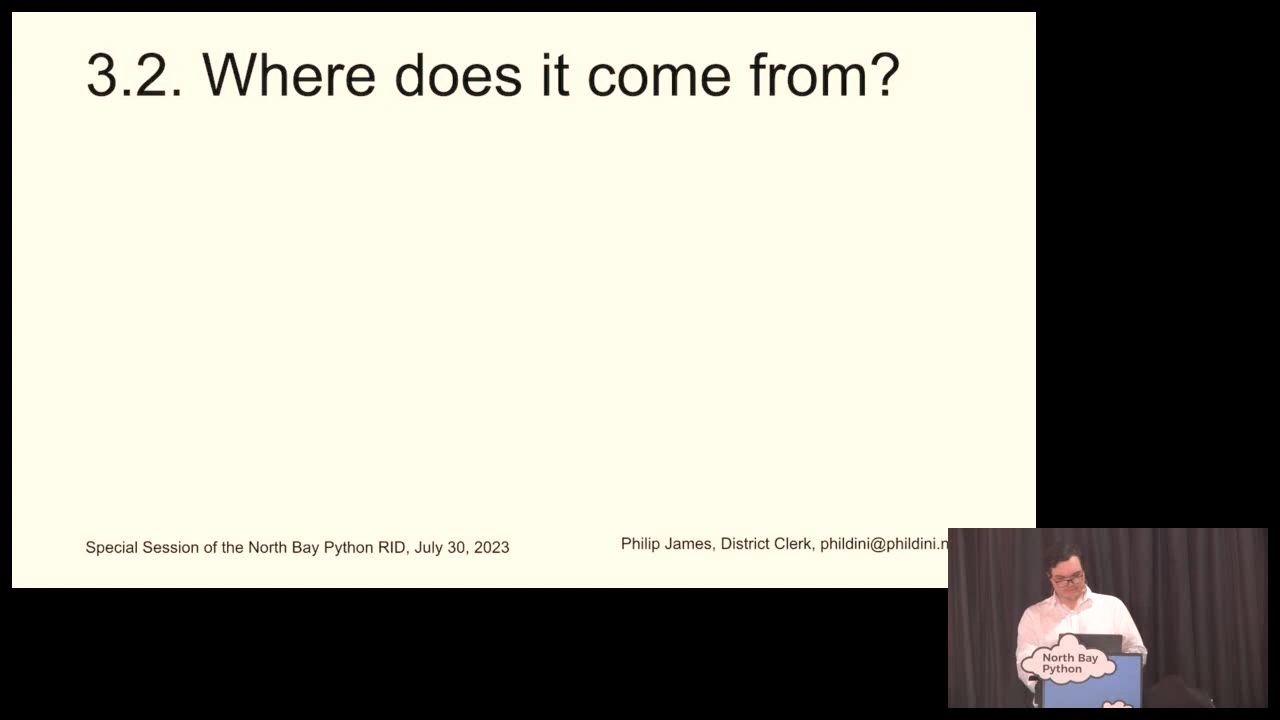 3.2. Where does it come from?
Special Session of the North Bay Python RID, July 30, 2023
Philip James, District Clerk, phildini@phildini.n
North Bay
Python